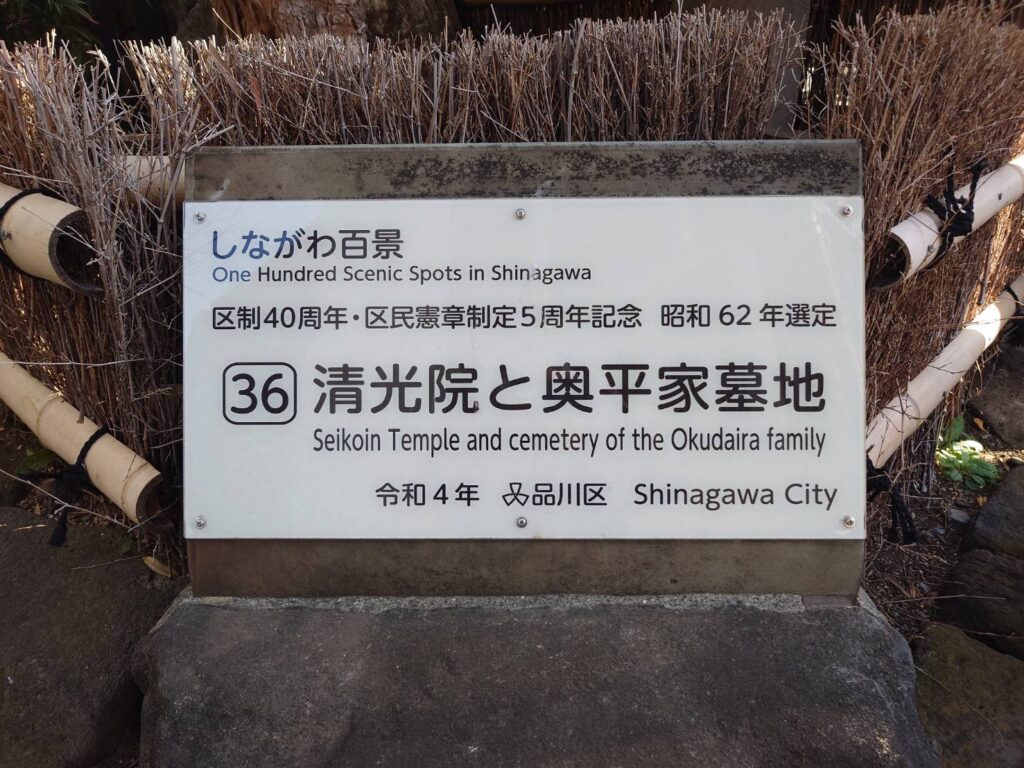 しながわ百景
One Hundred Scenic Spots in Shinagawa
区制40周年・区民憲章制定5周年記念 昭和 62 年選定
36 清光院と奥平家墓地
Seikoin Temple and cemetery of the Okudaira family
令和 4 年 品川区 Shinagawa City